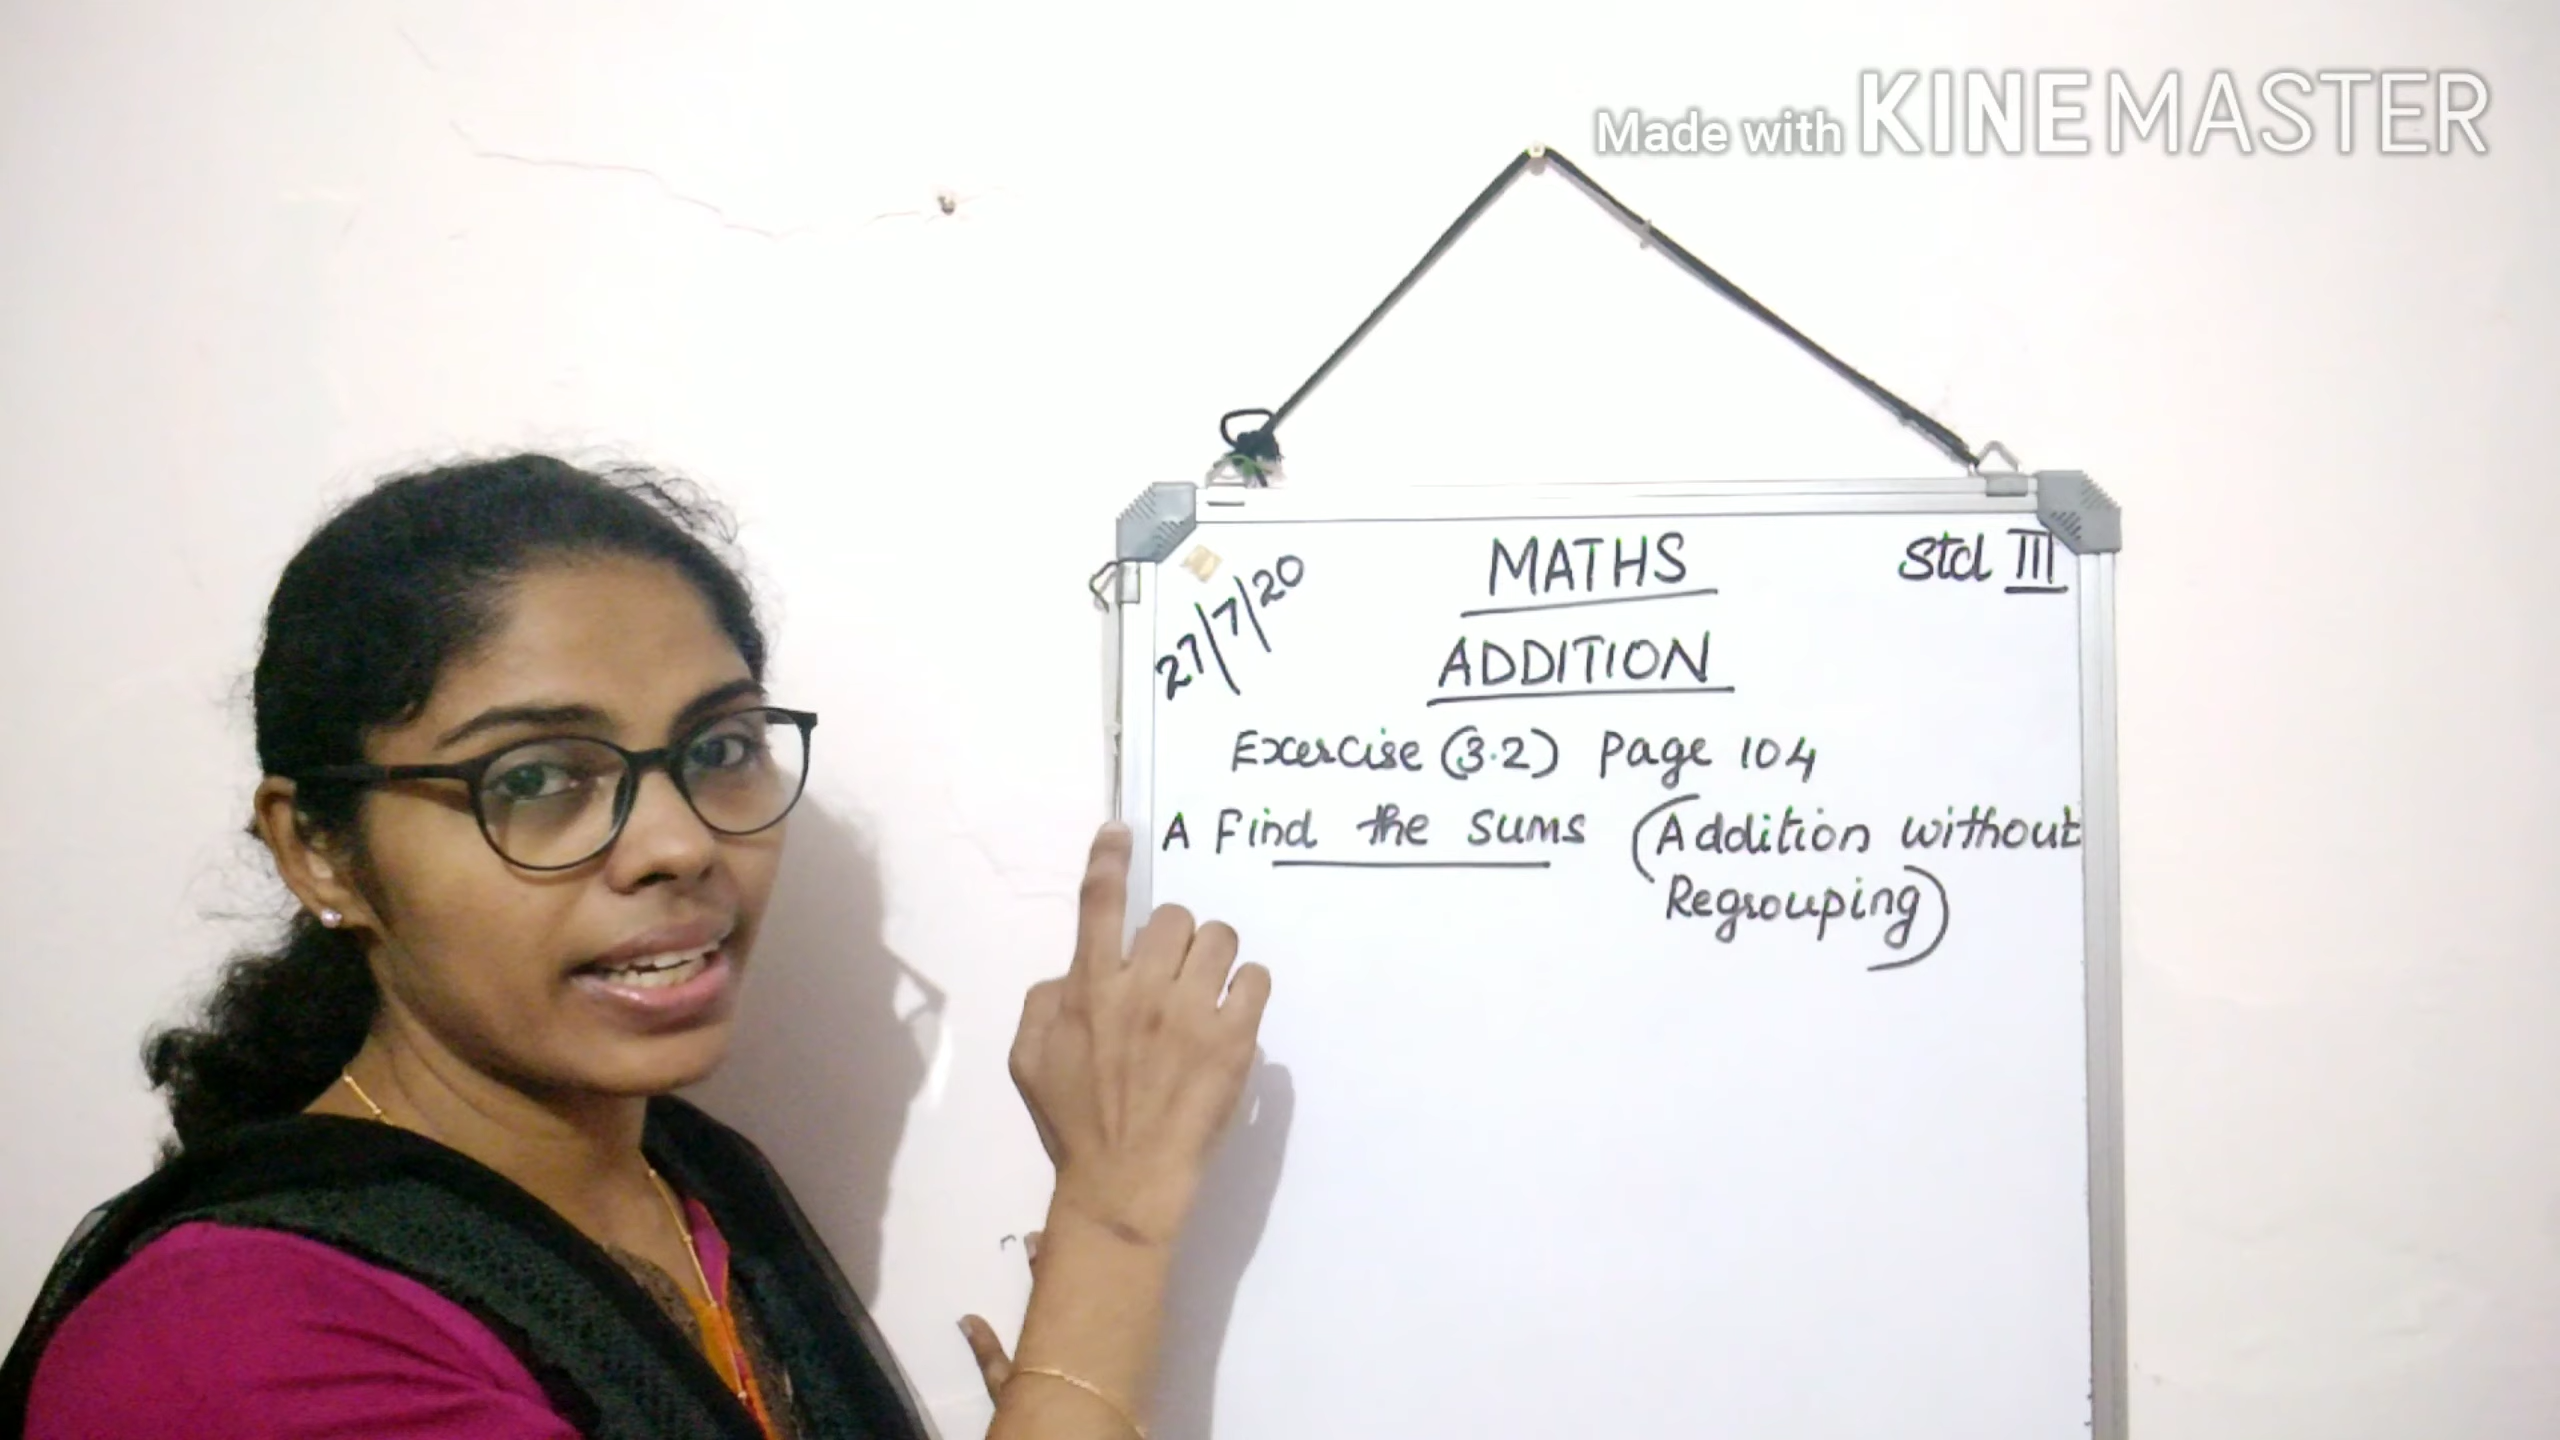 Made with KINEMASTER
27/7/20
MATHS
Std III
ADDITION
Exercise (3.2) Page 104
A Find the sums (Addition without
Regrouping)